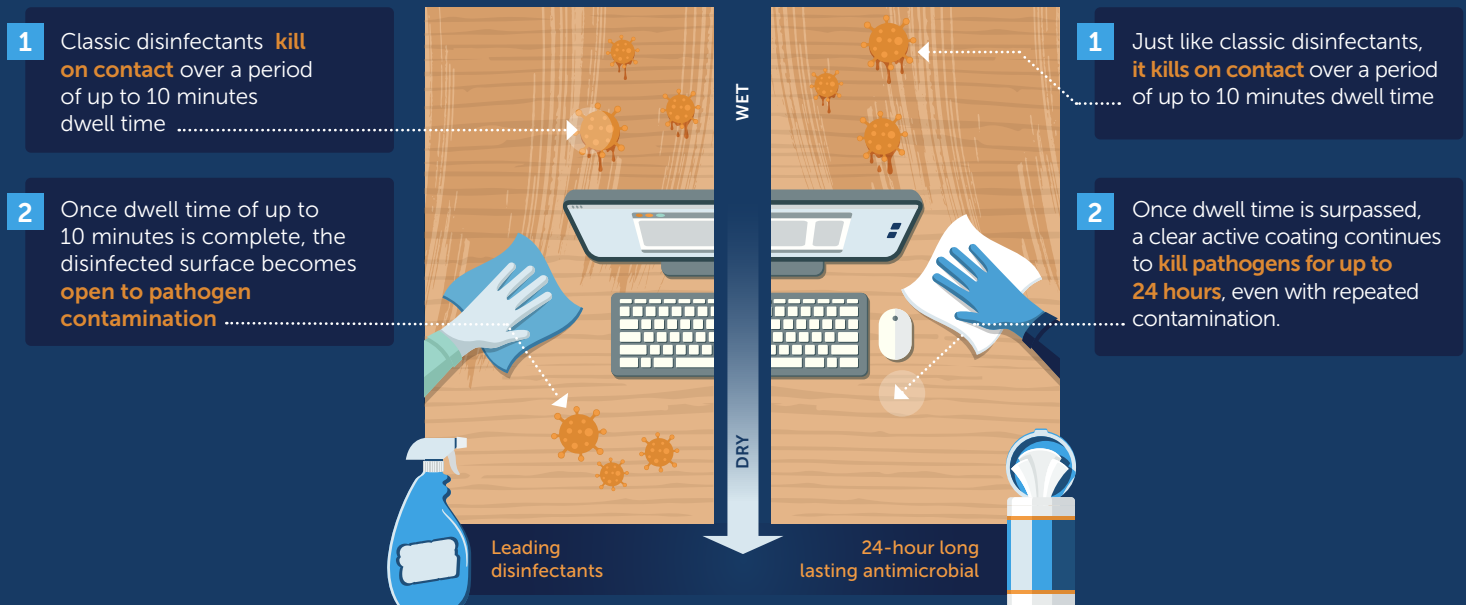 1
Classic disinfectants kill
on contact over a period
of up to 10 minutes
dwell time
2
Once dwell time of up to
10 minutes is complete, the
disinfected surface becomes
open to pathogen
contamination
WET
DRY
Leading
disinfectants
1
Just like classic disinfectants,
it kills on contact over a period
of up to 10 minutes dwell time
2
Once dwell time is surpassed,
a clear active coating continues
to kill pathogens for up to
24 hours, even with repeated
contamination.
24-hour long
lasting antimicrobial